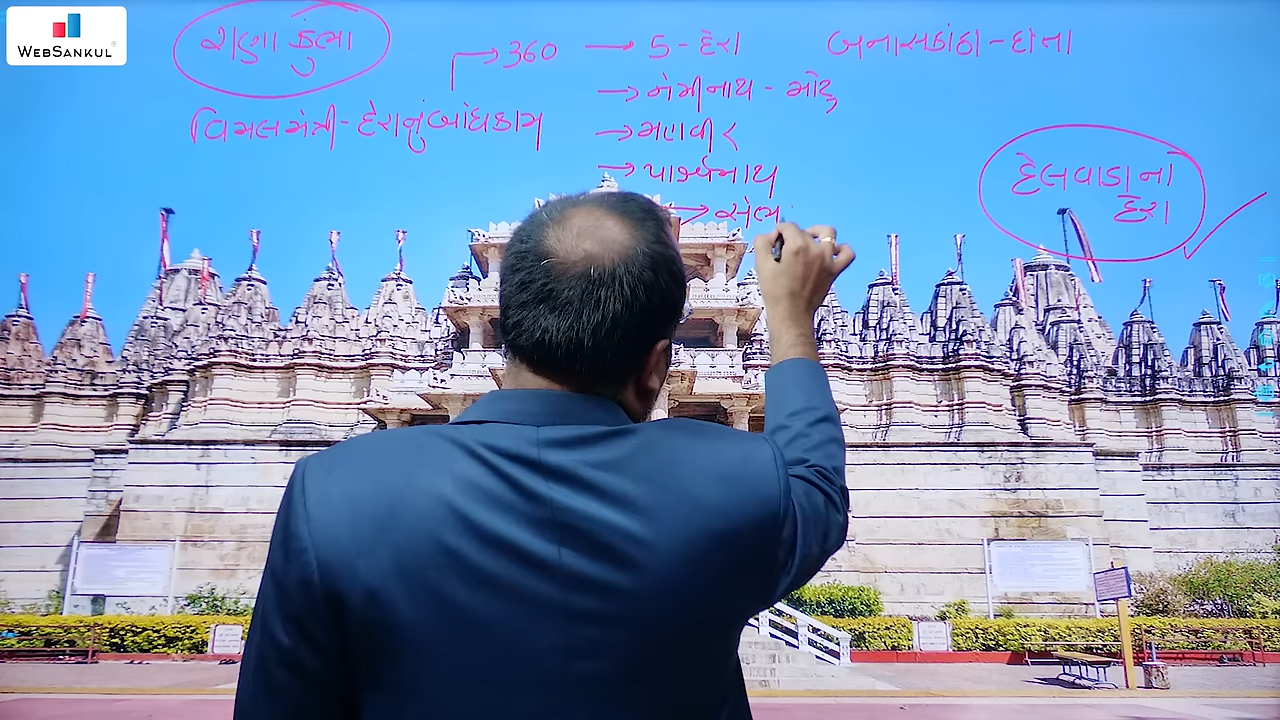 WEBSANKUL
રાણા કુંભા
360 → 5 - દેરા
બનાસકાંઠા - દાંતા
→ નેમીનાથ - મોટુ
વિમલમંત્રી - દેરાનુંબાંધકામ
→ મહાવીર
→ પાર્શ્વનાથ
→ સંભ
દેલવાડાના
દેરા